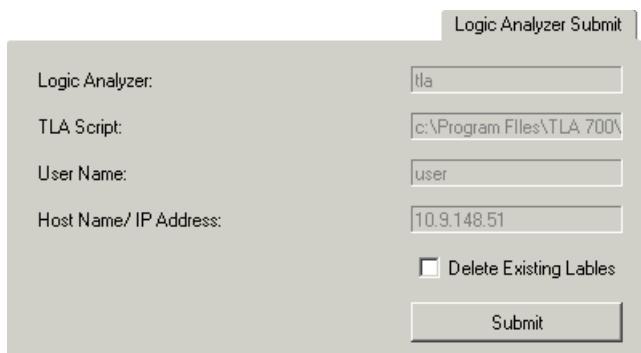 Logic Analyzer Submit
Logic Analyzer: tla
TLA Script: c:\Program FIles\TLA 700\
User Name: user
Host Name/ IP Address: 10.9.148.51
Delete Existing Lables
Submit